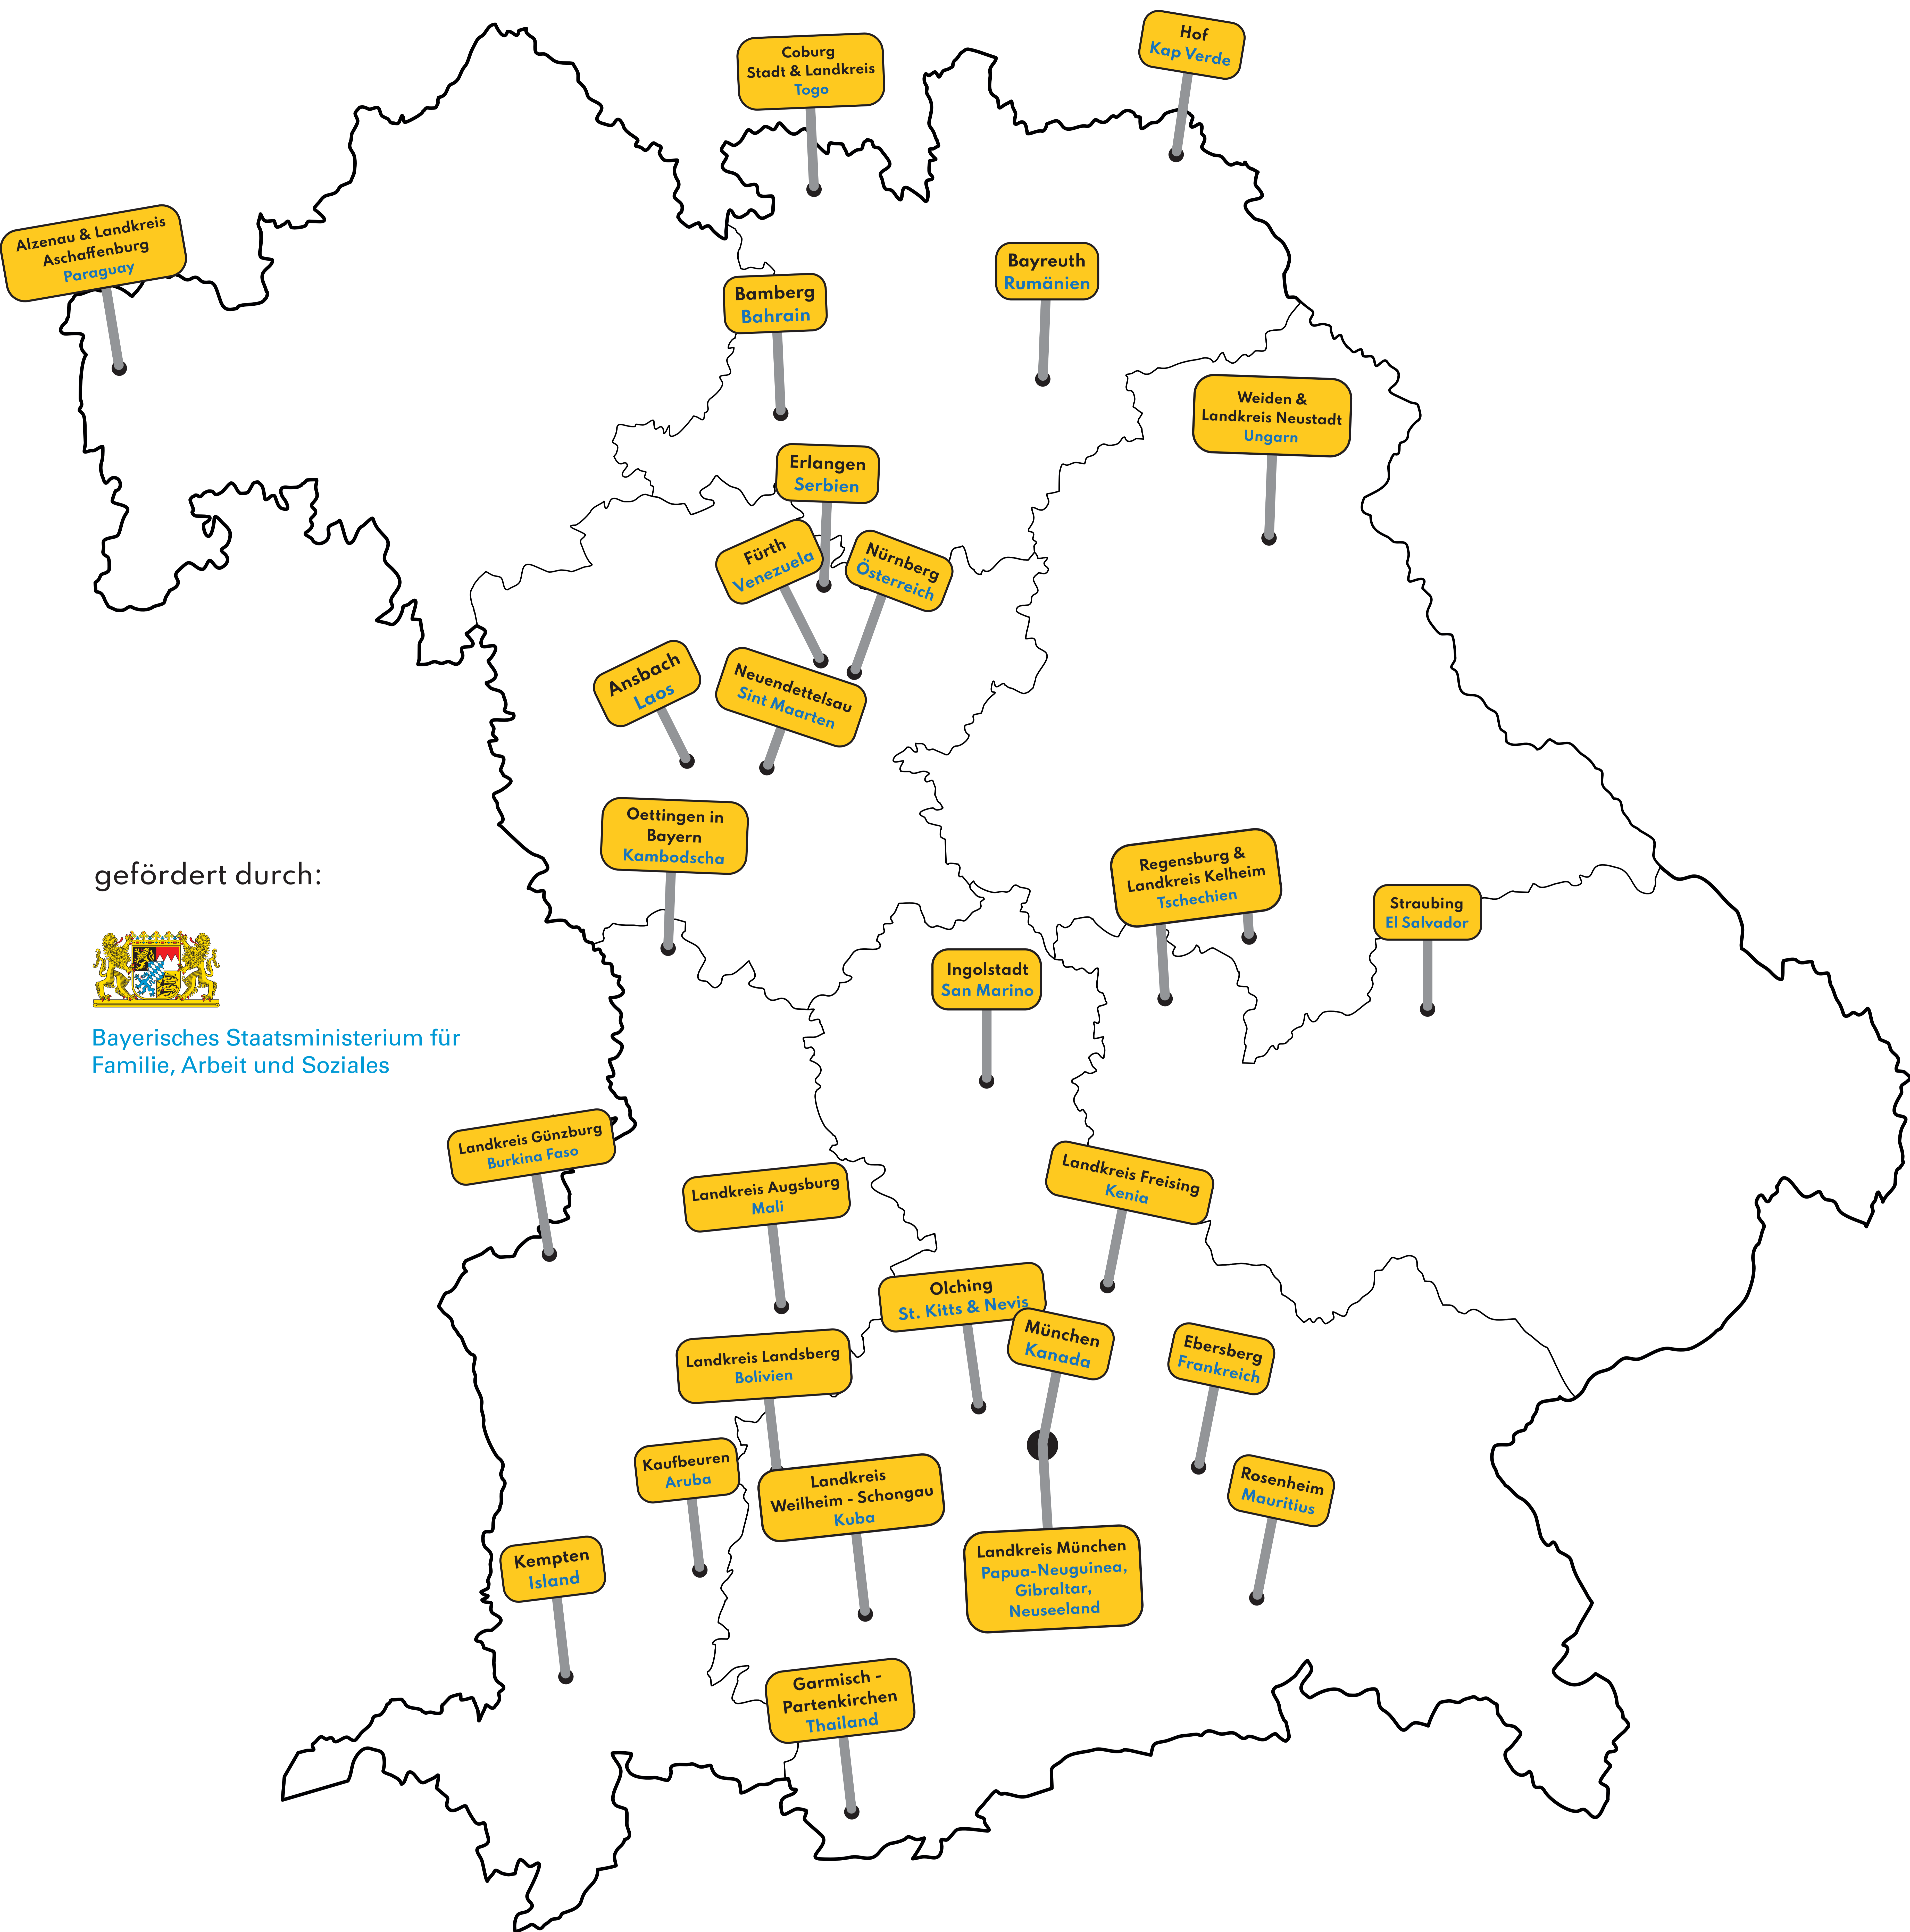 Hof
Kap Verde
Coburg
Stadt & Landkreis
Togo
Alzenau & Landkreis
Aschaffenburg
Paraguay
Bayreuth
Rumänien
Bamberg
Bahrain
Weiden &
Landkreis Neustadt
Ungarn
Erlangen
Serbien
Fürth
Venezuela
Nürnberg
Österreich
Ansbach
Laos
Neuendettelsau
Sint Maarten
Oettingen in
Bayern
Kambodscha
Regensburg &
Landkreis Kelheim
Tschechien
Straubing
El Salvador
gefördert durch:
Ingolstadt
San Marino
Bayerisches Staatsministerium für
Familie, Arbeit und Soziales
Landkreis Günzburg
Burkina Faso
Landkreis Augsburg
Mali
Landkreis Freising
Kenia
Olching
St. Kitts & Nevis
München
Kanada
Ebersberg
Frankreich
Landkreis Landsberg
Bolivien
Kaufbeuren
Aruba
Landkreis
Weilheim - Schongau
Kuba
Rosenheim
Mauritius
Kempten
Island
Landkreis München
Papua-Neuguinea,
Gibraltar,
Neuseeland
Garmisch -
Partenkirchen
Thailand